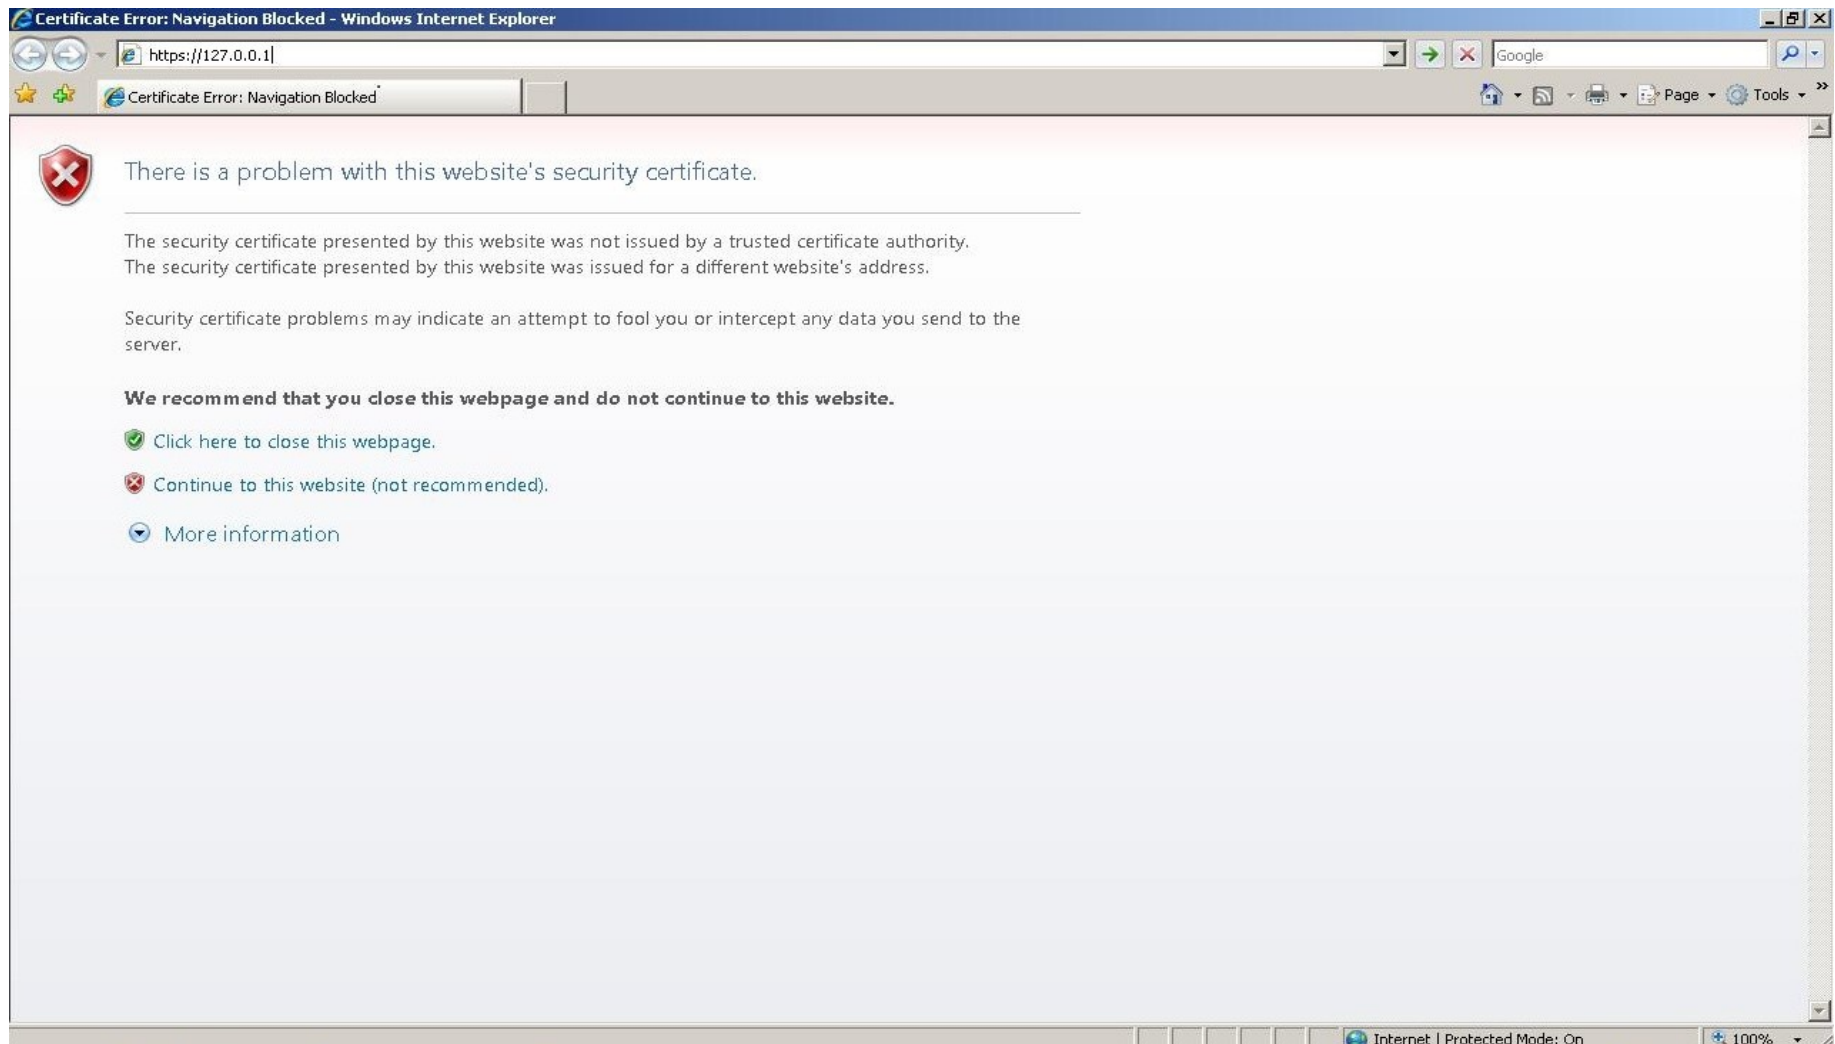 Certificate Error: Navigation Blocked - Windows Internet Explorer
https://127.0.0.1
Google
Certificate Error: Navigation Blocked
Page
Tools
There is a problem with this website's security certificate.
The security certificate presented by this website was not issued by a trusted certificate authority.
The security certificate presented by this website was issued for a different website's address.
Security certificate problems may indicate an attempt to fool you or intercept any data you send to the
server.
We recommend that you close this webpage and do not continue to this website.
Click here to close this webpage.
Continue to this website (not recommended).
More information
Internet | Protected Mode: On
100%